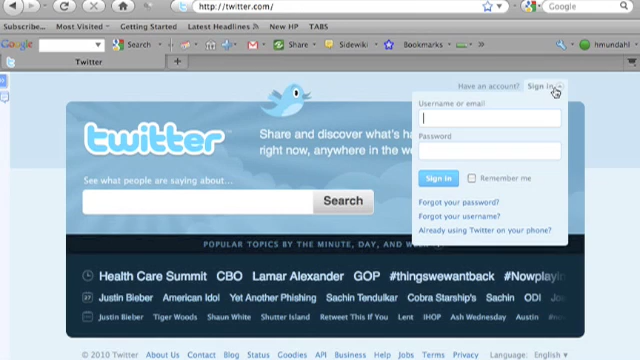 http://twitter.com/
Google
Subscribe... Most Visited Getting Started Latest Headlines New HP TABS
Google Search Share Sidewiki Bookmarks hmundahl
Twitter
Have an account? Sign in
Username or email
twitter
Share and discover what's ha
right now, anywhere in the wo
Password
See what people are saying about...
Search
Sign in Remember me
Forgot your password?
Forgot your username?
Already using Twitter on your phone?
POPULAR TOPICS BY THE MINUTE, DAY, AND
Health Care Summit CBO Lamar Alexander GOP #thingswewantback #Nowplayin
Justin Bieber American Idol Yet Another Phishing Sachin Tendulkar Cobra Starship's Sachin ODI Jos
Justin Bieber Tiger Woods Shaun White Shutter Island Retweet This If You Lent IHOP Ash Wednesday Austin #no
© 2010 Twitter About Us Contact Blog Status Goodies API Business Help Jobs Terms Privacy Language: English